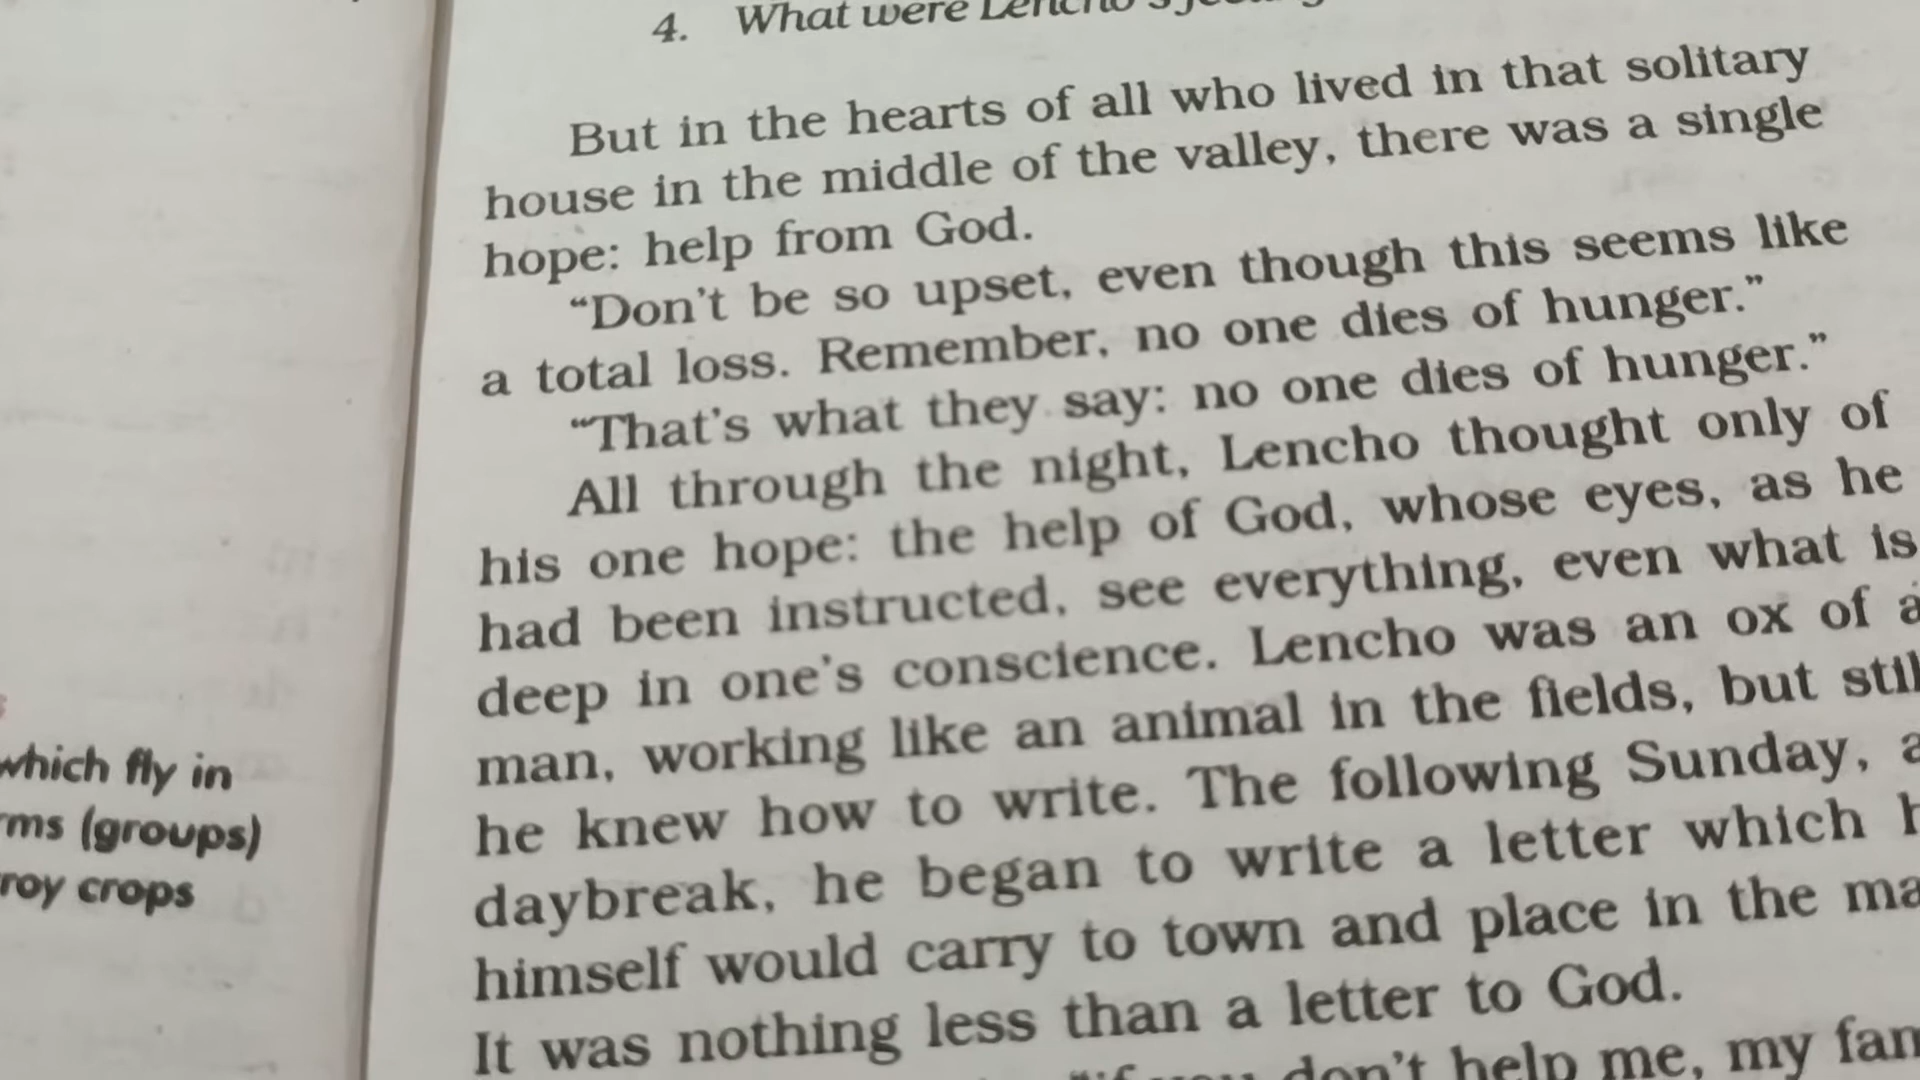 4. What were Lencho's
But in the hearts of all who lived in that solitary
house in the middle of the valley, there was a single
hope: help from God.
“Don't be so upset, even though this seems like
a total loss. Remember, no one dies of hunger.”
“That's what they say: no one dies of hunger.”
All through the night, Lencho thought only of
his one hope: the help of God, whose eyes, as he
had been instructed, see everything, even what is
deep in one's conscience. Lencho was an ox of a
man, working like an animal in the fields, but still
he knew how to write. The following Sunday,
daybreak, he began to write a letter which
himself would carry to town and place in the
It was nothing less than a letter to God.
don't help me, my
which fly in
(groups)
crops